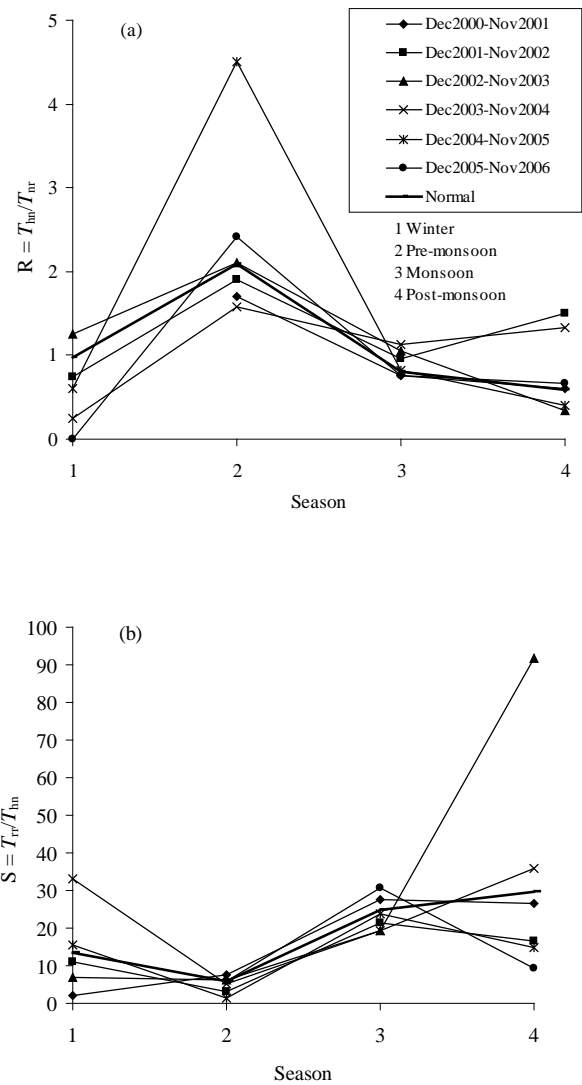 (a)
5
4
3
2
1
0
R = Thn/Tnr
1 2 3 4
Season
Dec2000-Nov2001
Dec2001-Nov2002
Dec2002-Nov2003
Dec2003-Nov2004
Dec2004-Nov2005
Dec2005-Nov2006
Normal
1 Winter
2 Pre-monsoon
3 Monsoon
4 Post-monsoon
(b)
100
90
80
70
60
50
40
30
20
10
0
S = Trr/Thn
1 2 3 4
Season